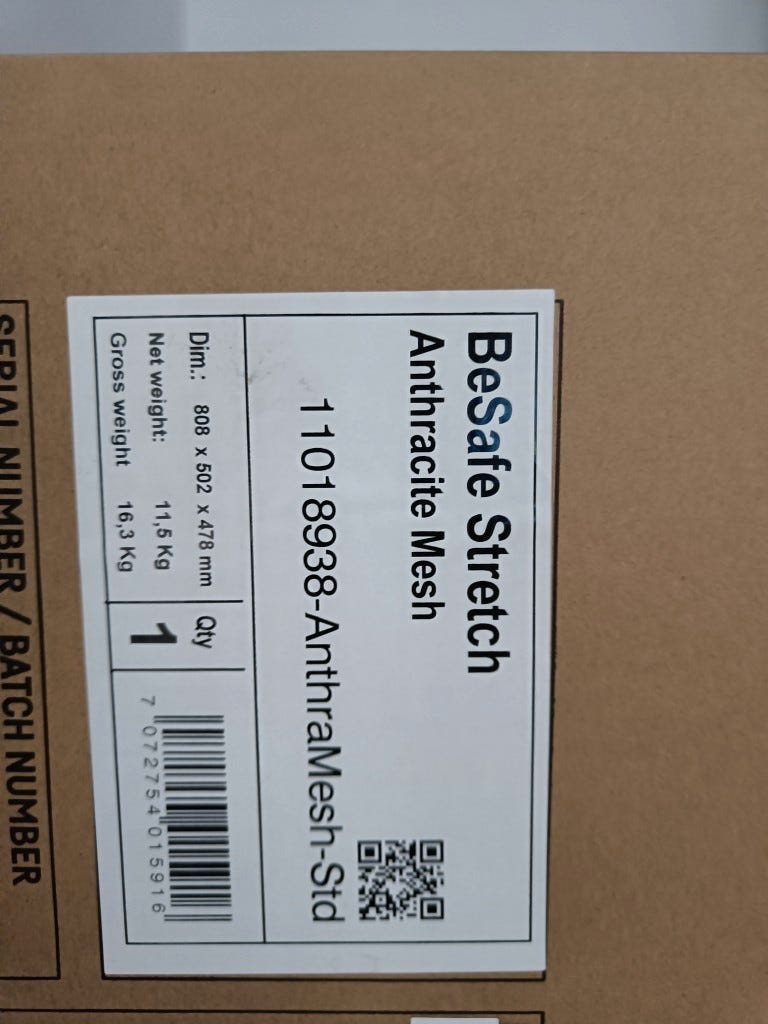 BeSafe Stretch
Anthracite Mesh
11018938-AnthraMesh-Std
Dim.: 808 x 502 x 478 mm
Net weight: 11,5 Kg
Gross weight 16,3 Kg
Qty
1
7 072754 015916
SERIAL NUMBER / BATCH NUMBER